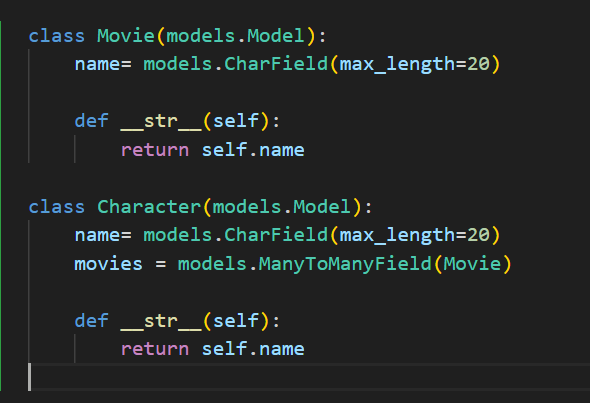 class Movie(models.Model):
    name= models.CharField(max_length=20)
    def __str__(self):
        return self.name
class Character(models.Model):
    name= models.CharField(max_length=20)
    movies = models.ManyToManyField(Movie)
    def __str__(self):
        return self.name